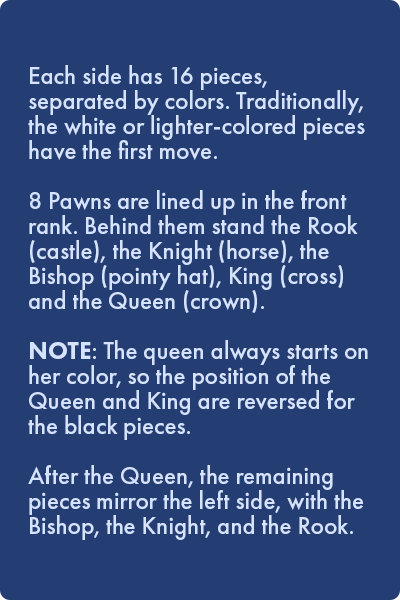 Each side has 16 pieces,
separated by colors. Traditionally,
the white or lighter-colored pieces
have the first move.
8 Pawns are lined up in the front
rank. Behind them stand the Rook
(castle), the Knight (horse), the
Bishop (pointy hat), King (cross)
and the Queen (crown).
NOTE: The queen always starts on
her color, so the position of the
Queen and King are reversed for
the black pieces.
After the Queen, the remaining
pieces mirror the left side, with the
Bishop, the Knight, and the Rook.